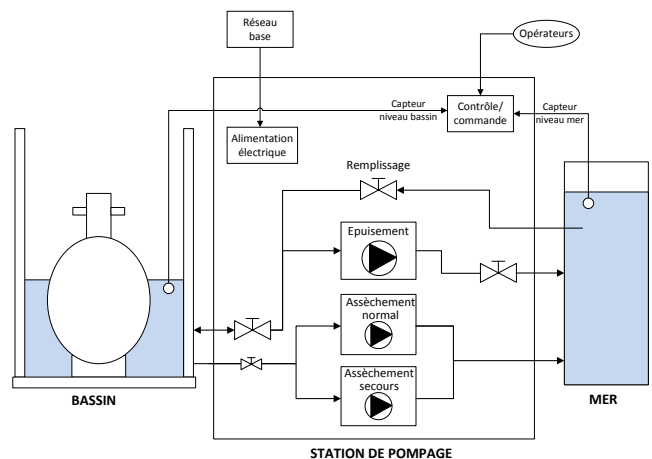 Réseau
base
Opérateurs
Capteur
niveau bassin
Contrôle/
commande
Capteur
niveau mer
Alimentation
électrique
Remplissage
Epuisement
Assèchement
normal
Assèchement
secours
BASSIN
MER
STATION DE POMPAGE